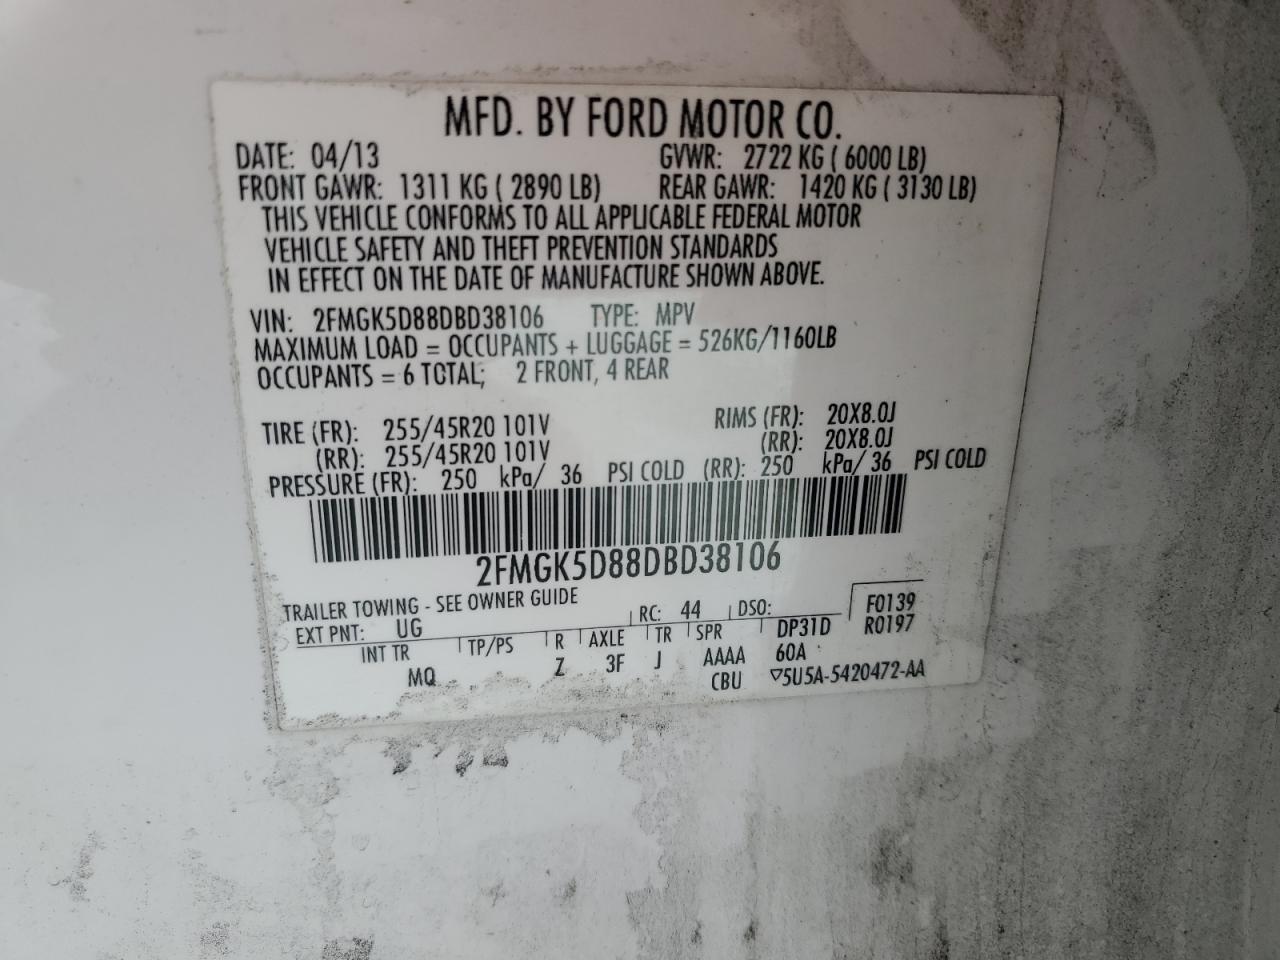 MFD. BY FORD MOTOR CO.
DATE: 04/13 GVWR: 2722 KG ( 6000 LB)
FRONT GAWR: 1311 KG ( 2890 LB) REAR GAWR: 1420 KG ( 3130 LB)
THIS VEHICLE CONFORMS TO ALL APPLICABLE FEDERAL MOTOR
VEHICLE SAFETY AND THEFT PREVENTION STANDARDS
IN EFFECT ON THE DATE OF MANUFACTURE SHOWN ABOVE.
VIN: 2FMGK5D88DBD38106 TYPE: MPV
MAXIMUM LOAD = OCCUPANTS + LUGGAGE = 526KG/1160LB
OCCUPANTS = 6 TOTAL; 2 FRONT, 4 REAR
TIRE (FR): 255/45R20 101V RIMS (FR): 20X8.0J
(RR): 255/45R20 101V (RR): 20X8.0J
PRESSURE (FR): 250 kPa/ 36 PSI COLD (RR): 250 kPa/ 36 PSI COLD
2FMGK5D88DBD38106
TRAILER TOWING - SEE OWNER GUIDE
EXT PNT: UG RC: 44 DSO: F0139
INT TR TP/PS R AXLE TR SPR DP31D R0197
MQ Z 3F J AAAA 60A
CBU ▽5U5A-5420472-AA